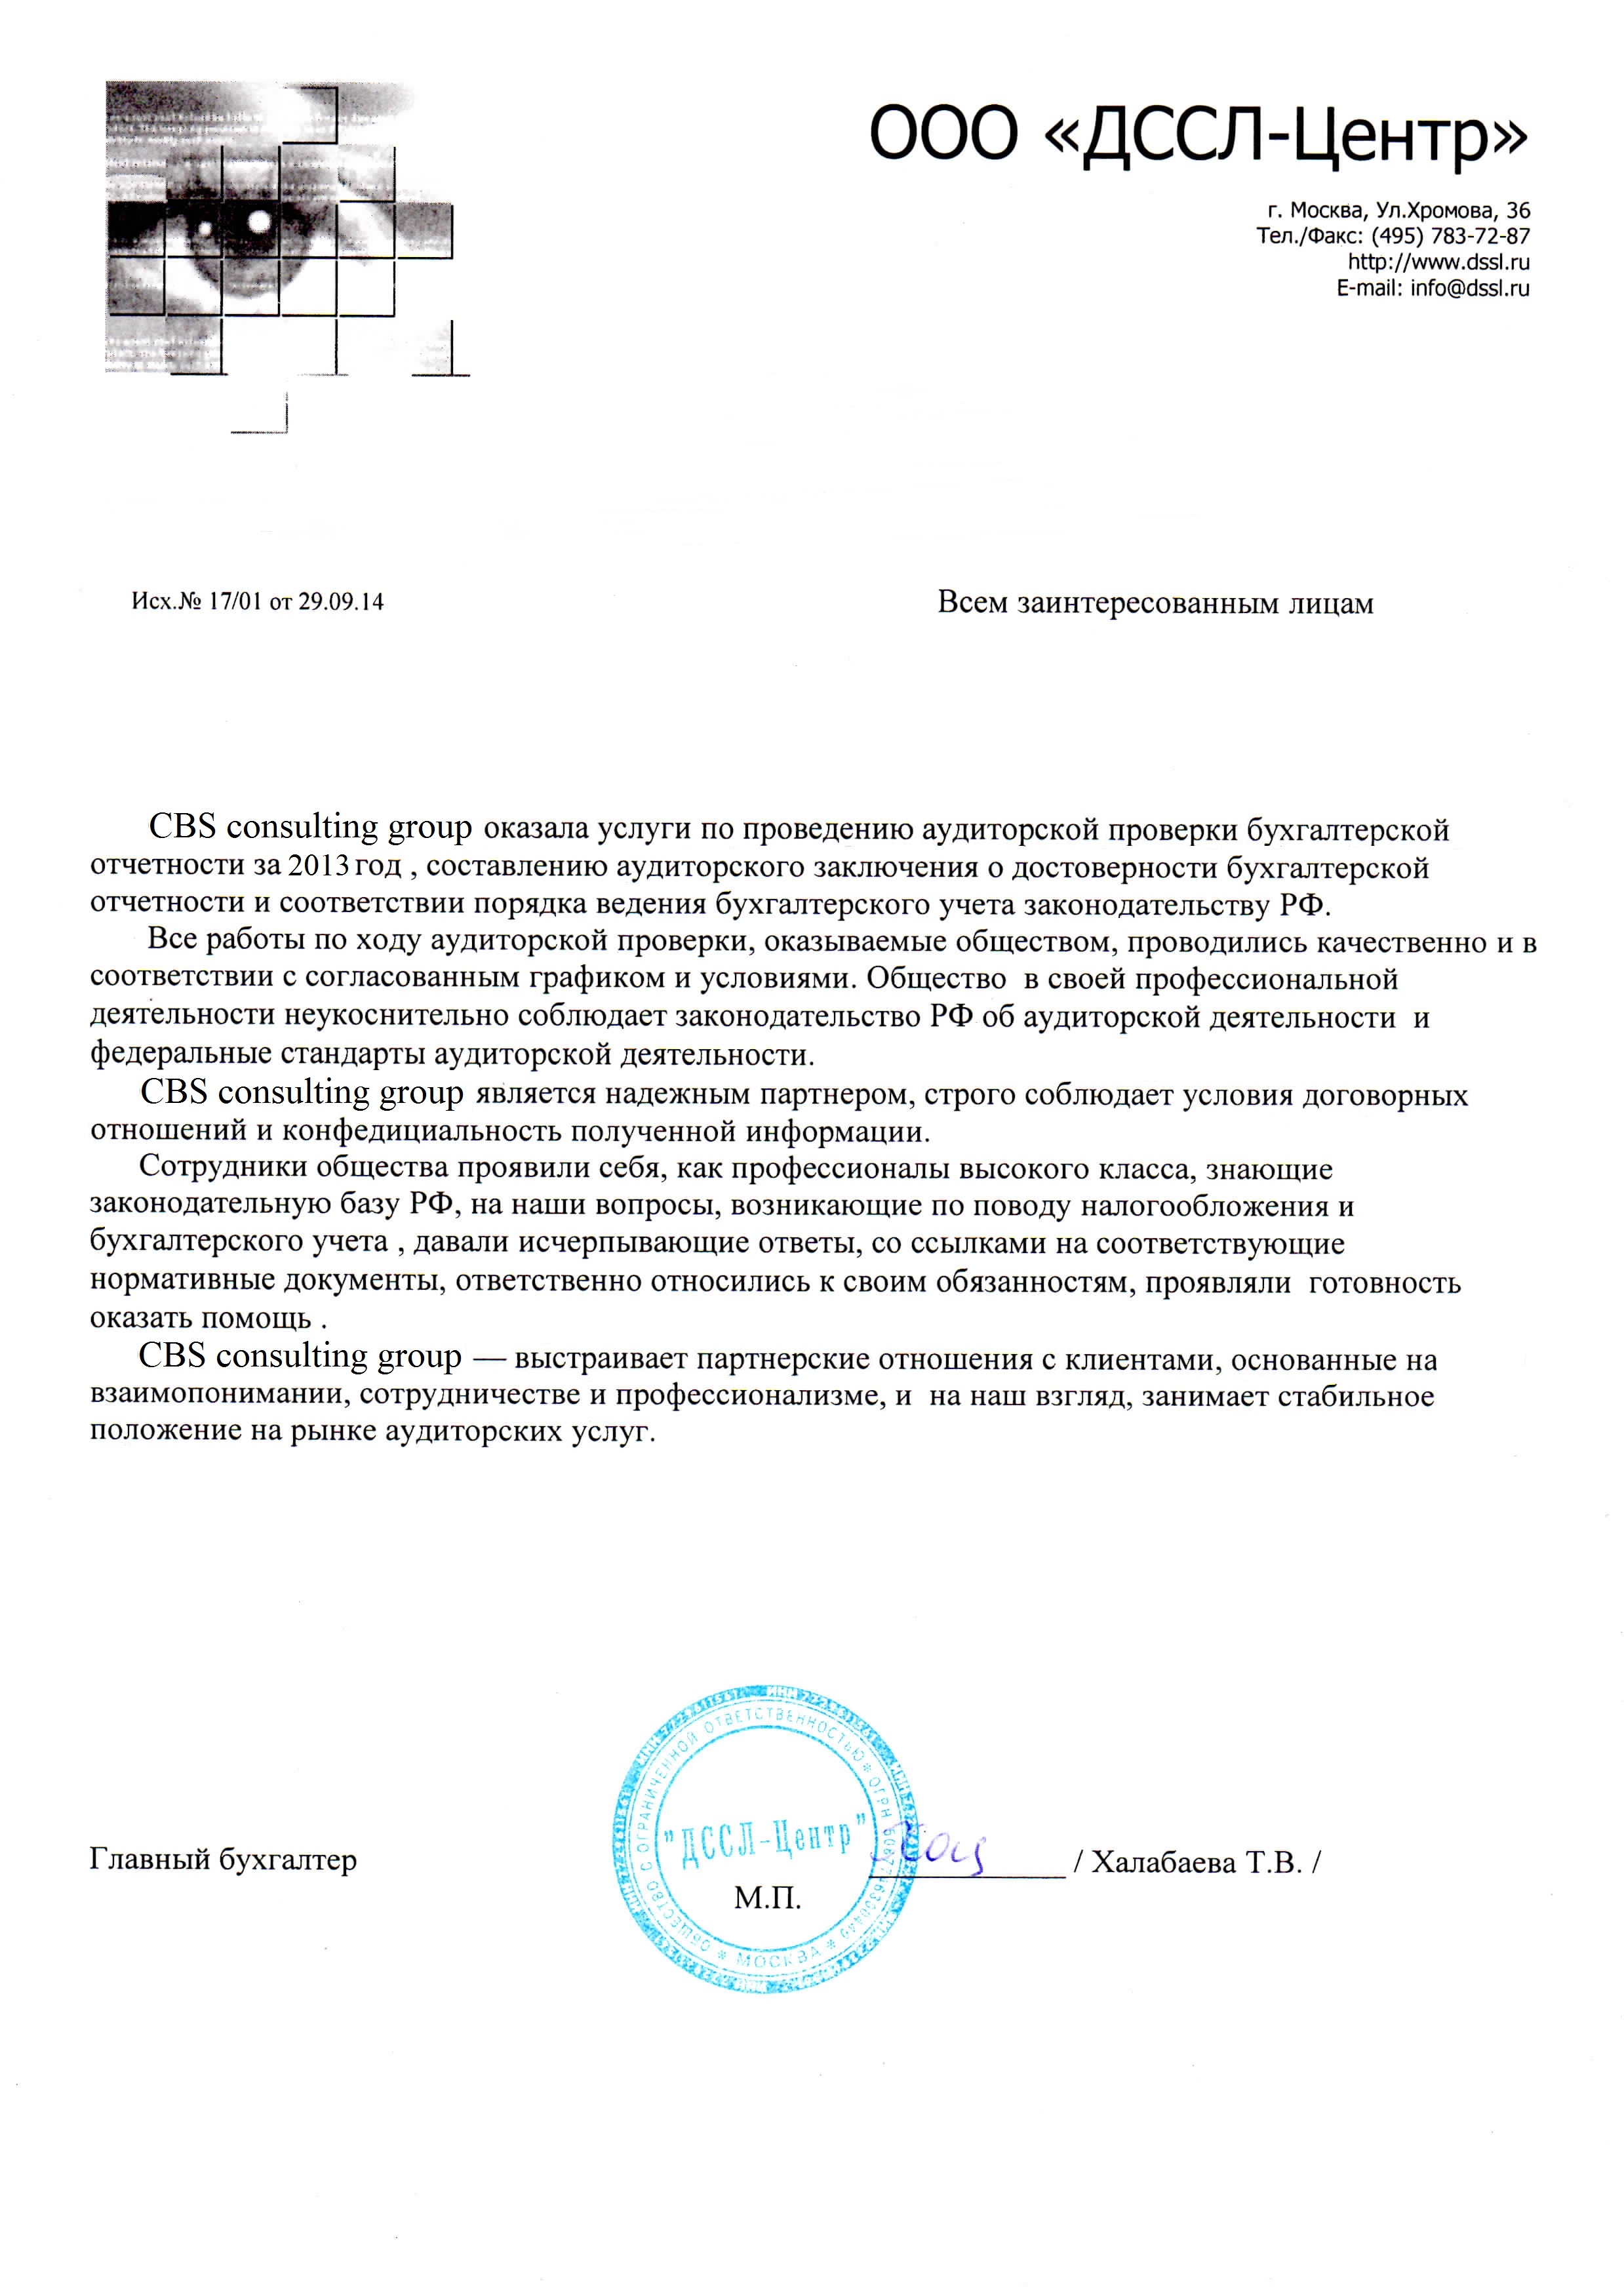 ООО «ДССЛ-Центр»
г. Москва, Ул.Хромова, 36
Тел./Факс: (495) 783-72-87
http://www.dssl.ru
E-mail: info@dssl.ru
Исх.№ 17/01 от 29.09.14
Всем заинтересованным лицам
CBS consulting group оказала услуги по проведению аудиторской проверки бухгалтерской
отчетности за 2013 год , составлению аудиторского заключения о достоверности бухгалтерской
отчетности и соответствии порядка ведения бухгалтерского учета законодательству РФ.
Все работы по ходу аудиторской проверки, оказываемые обществом, проводились качественно и в
соответствии с согласованным графиком и условиями. Общество в своей профессиональной
деятельности неукоснительно соблюдает законодательство РФ об аудиторской деятельности и
федеральные стандарты аудиторской деятельности.
CBS consulting group является надежным партнером, строго соблюдает условия договорных
отношений и конфедициальность полученной информации.
Сотрудники общества проявили себя, как профессионалы высокого класса, знающие
законодательную базу РФ, на наши вопросы, возникающие по поводу налогообложения и
бухгалтерского учета , давали исчерпывающие ответы, со ссылками на соответствующие
нормативные документы, ответственно относились к своим обязанностям, проявляли готовность
оказать помощь .
CBS consulting group — выстраивает партнерские отношения с клиентами, основанные на
взаимопонимании, сотрудничестве и профессионализме, и на наш взгляд, занимает стабильное
положение на рынке аудиторских услуг.
ОБЩЕСТВО С ОГРАНИЧЕННОЙ ОТВЕТСТВЕННОСТЬЮ * ОГРН
* МОСКВА *
"ДССЛ-Центр"
Главный бухгалтер
/ Халабаева Т.В. /
М.П.